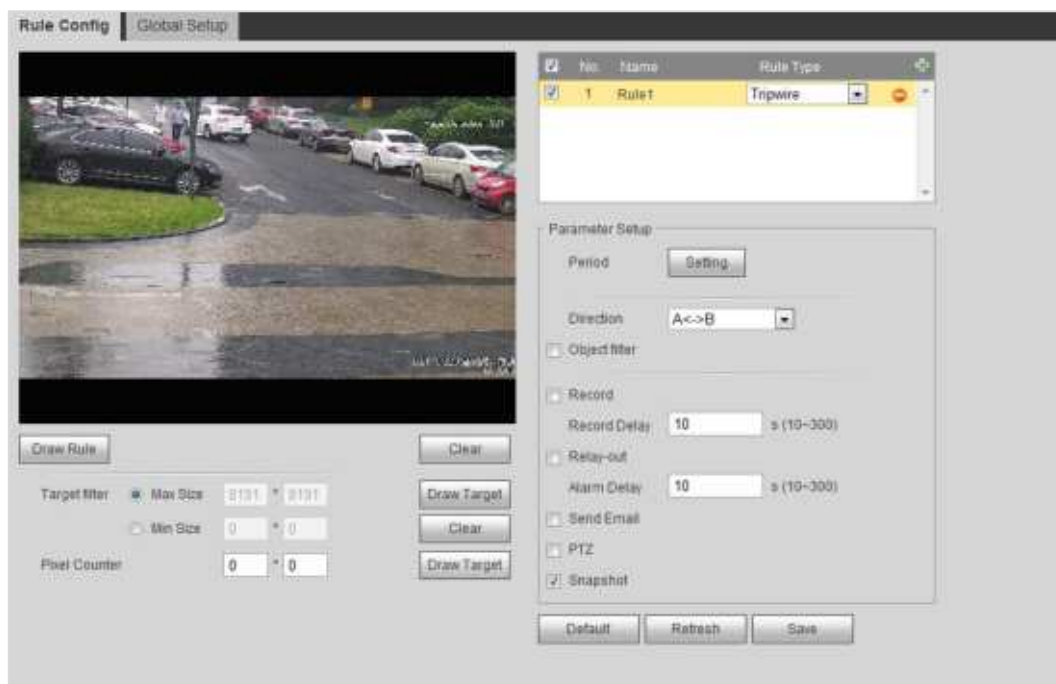 Rule Config Global Setup
No. Name Rule Type
1 Rule1 Tripwire
Parameter Setup
Period Setting
Direction A<->B
Object filter
Record
Record Delay 10 s (10~300)
Relay-out
Alarm Delay 10 s (10~300)
Send Email
PTZ
Snapshot
Default Refresh Save
Draw Rule Clear
Target filter Max Size 8191 * 8191 Draw Target
Min Size 0 * 0 Clear
Pixel Counter 0 * 0 Draw Target